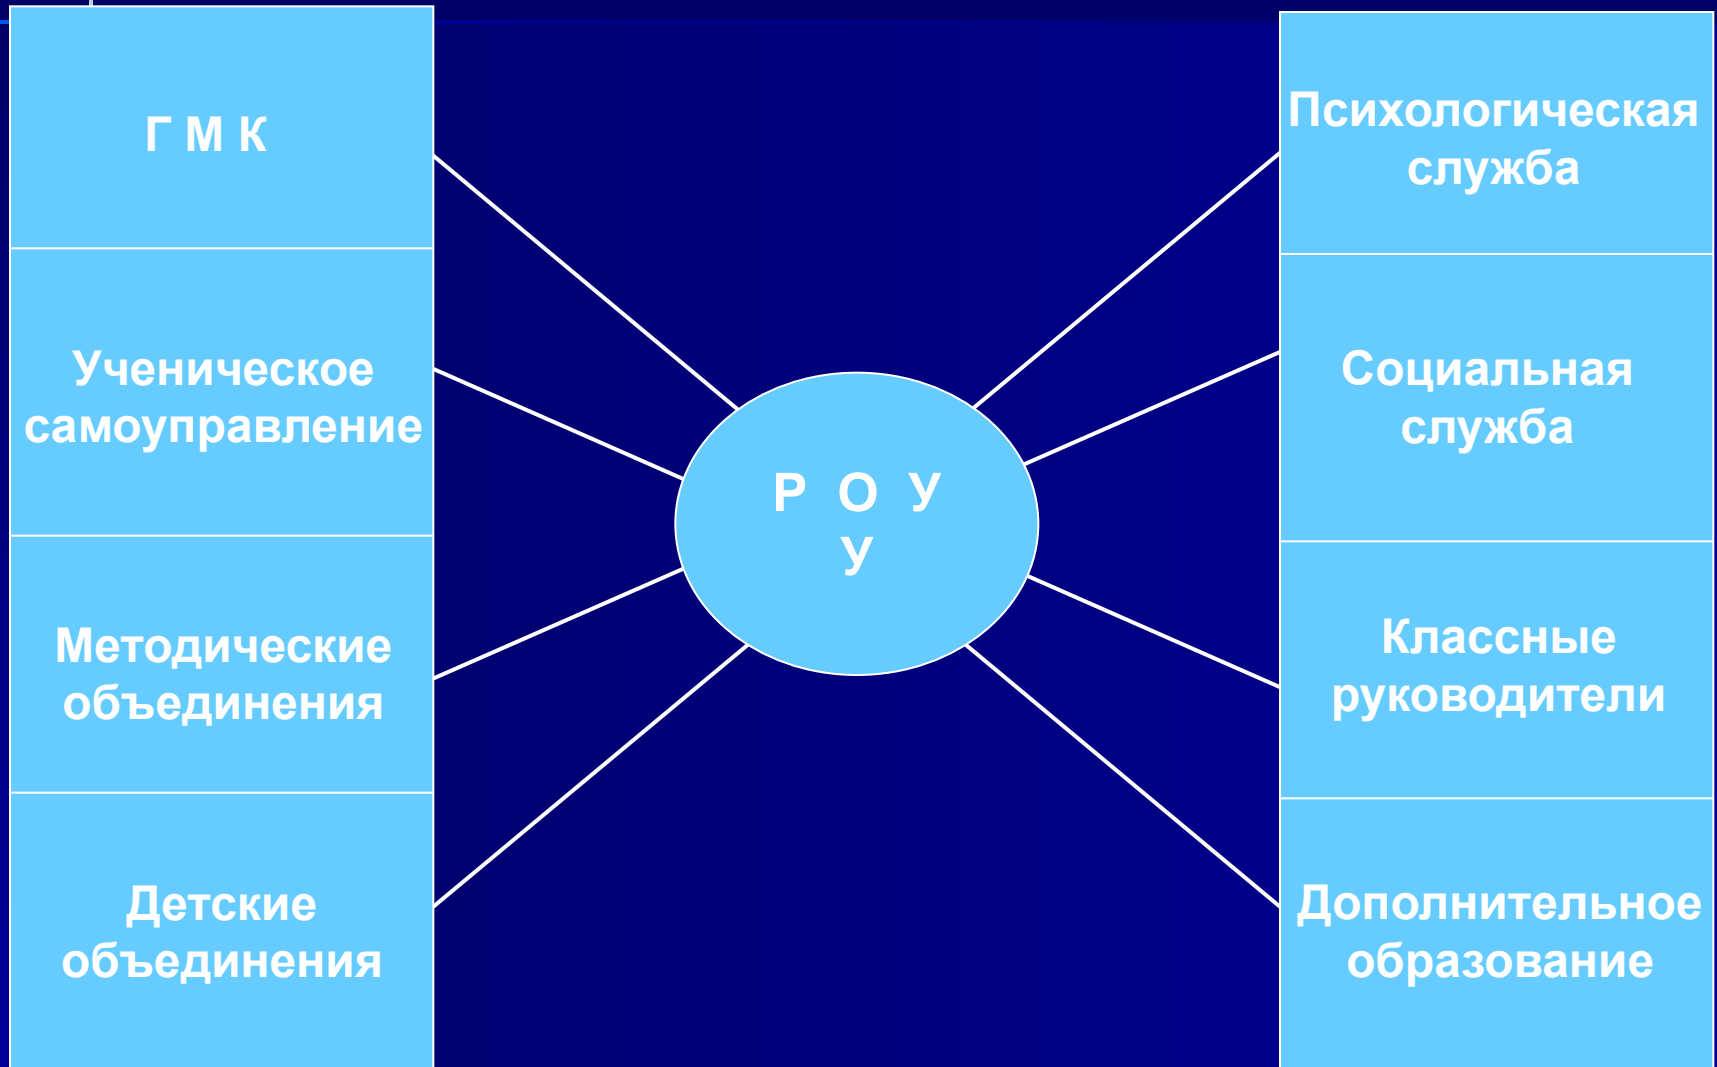 Г М К
Ученическое
самоуправление
Методические
объединения
Детские
объединения
Р О У
У
Психологическая
служба
Социальная
служба
Классные
руководители
Дополнительное
образование